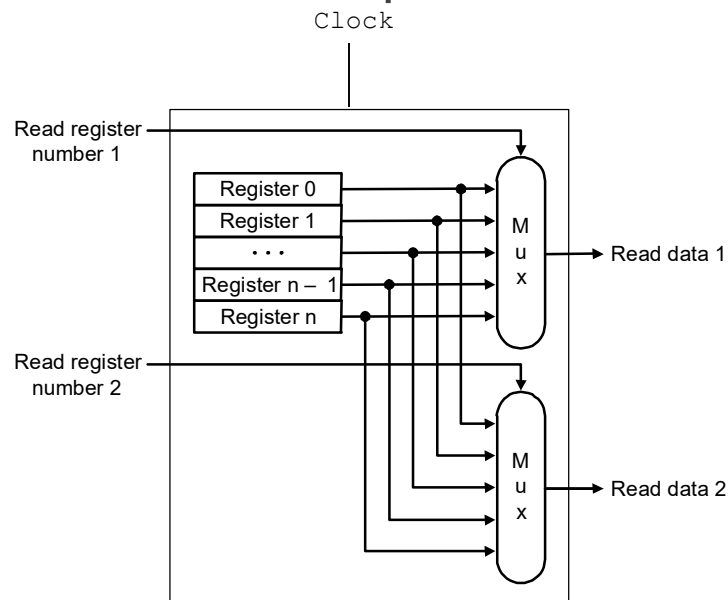 Clock
Read register
number 1
Register 0
Register 1
. . .
Register n – 1
Register n
M
u
x
Read data 1
Read register
number 2
M
u
x
Read data 2